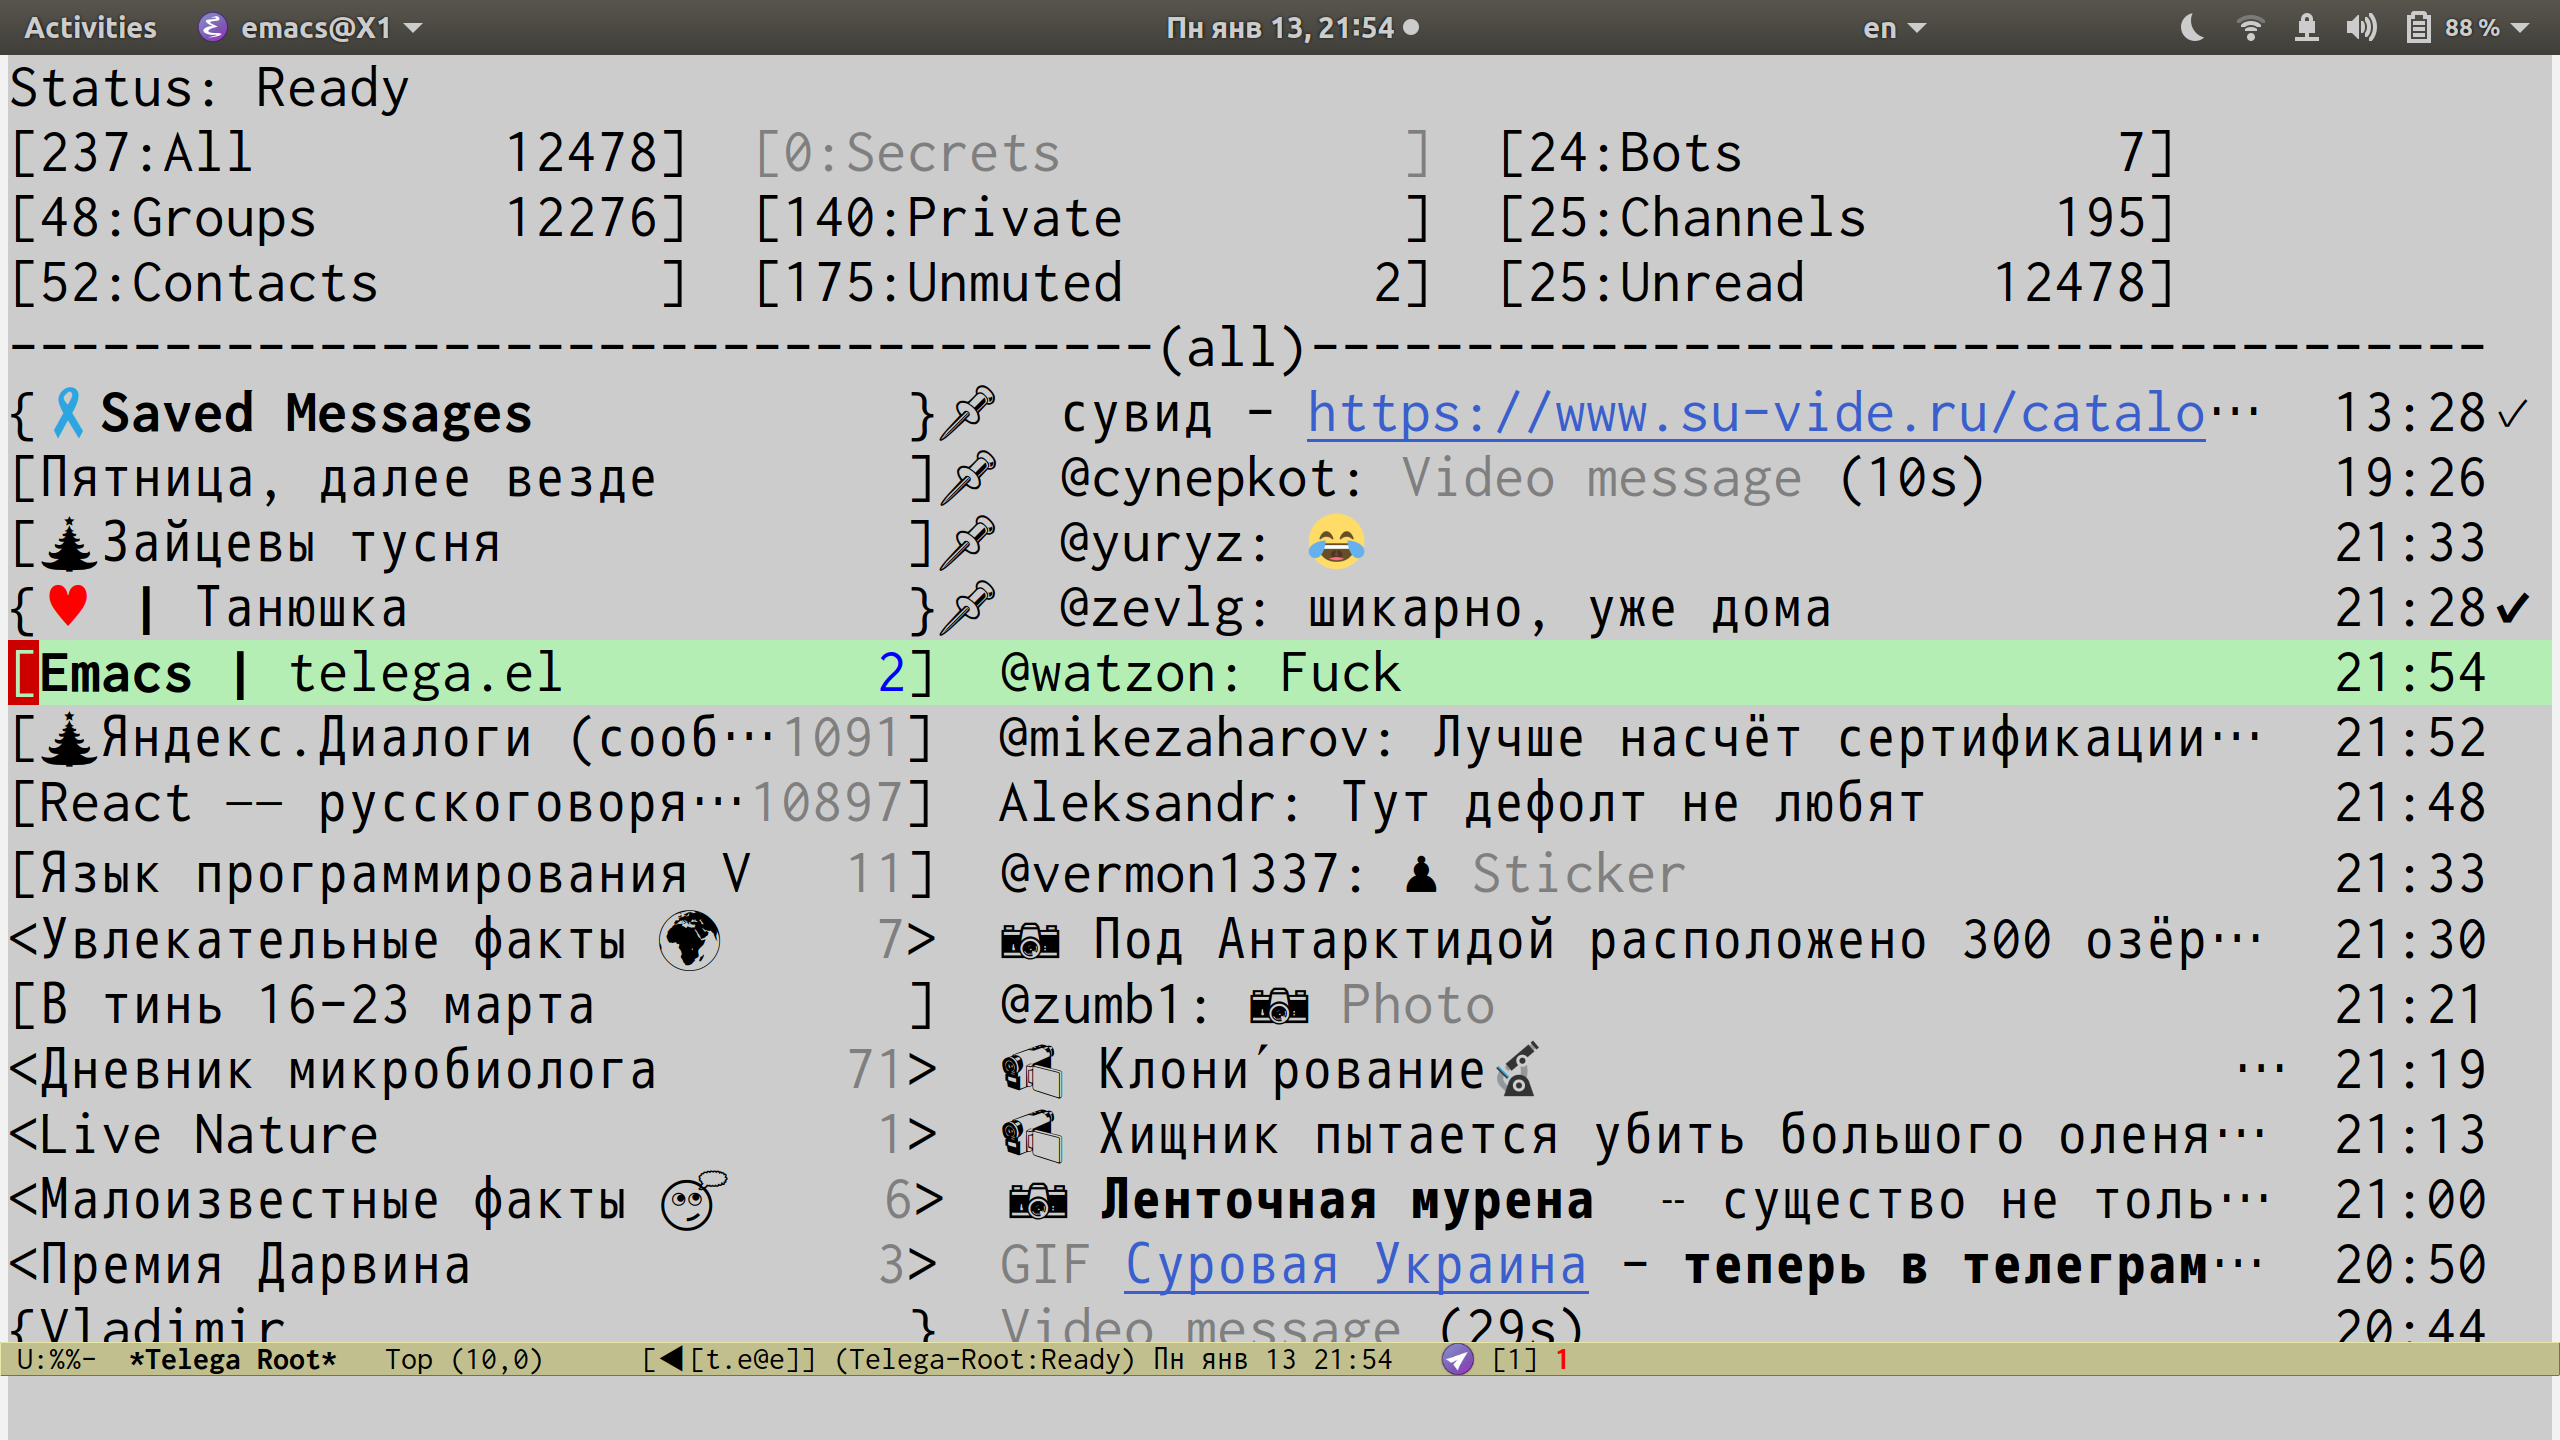 Activities emacs@X1 Пн янв 13, 21:54 en 88 %
Status: Ready
[237:All 12478] [0:Secrets ] [24:Bots 7]
[48:Groups 12276] [140:Private ] [25:Channels 195]
[52:Contacts ] [175:Unmuted 2] [25:Unread 12478]
-------------------------------------(all)--------------------------------------
{🎗Saved Messages }📌 сувид - https://www.su-vide.ru/catalo… 13:28✓
[Пятница, далее везде ]📌 @cynepkot: Video message (10s) 19:26
[🎄Зайцевы тусня ]📌 @yuryz: 😂 21:33
{♥ | Танюшка }📌 @zevlg: шикарно, уже дома 21:28✔
[Emacs | telega.el 2] @watzon: Fuck 21:54
[🎄Яндекс.Диалоги (сооб…1091] @mikezaharov: Лучше насчёт сертификации… 21:52
[React —— русскоговоря…10897] Aleksandr: Тут дефолт не любят 21:48
[Язык программирования V 11] @vermon1337: ♟ Sticker 21:33
<Увлекательные факты 🌍 7> 📷 Под Антарктидой расположено 300 озёр… 21:30
[В тинь 16-23 марта ] @zumb1: 📷 Photo 21:21
<Дневник микробиолога 71> 📹 Клони´рование🔬 … 21:19
<Live Nature 1> 📹 Хищник пытается убить большого оленя… 21:13
<Малоизвестные факты 🤔 6> 📷 Ленточная мурена -- существо не толь… 21:00
<Премия Дарвина 3> GIF Суровая Украина - теперь в телеграм… 20:50
{Vladimir } Video message (29s) 20:44
U:%%- *Telega Root* Top (10,0) [◀[t.e@e]] (Telega-Root:Ready) Пн янв 13 21:54 [1] 1